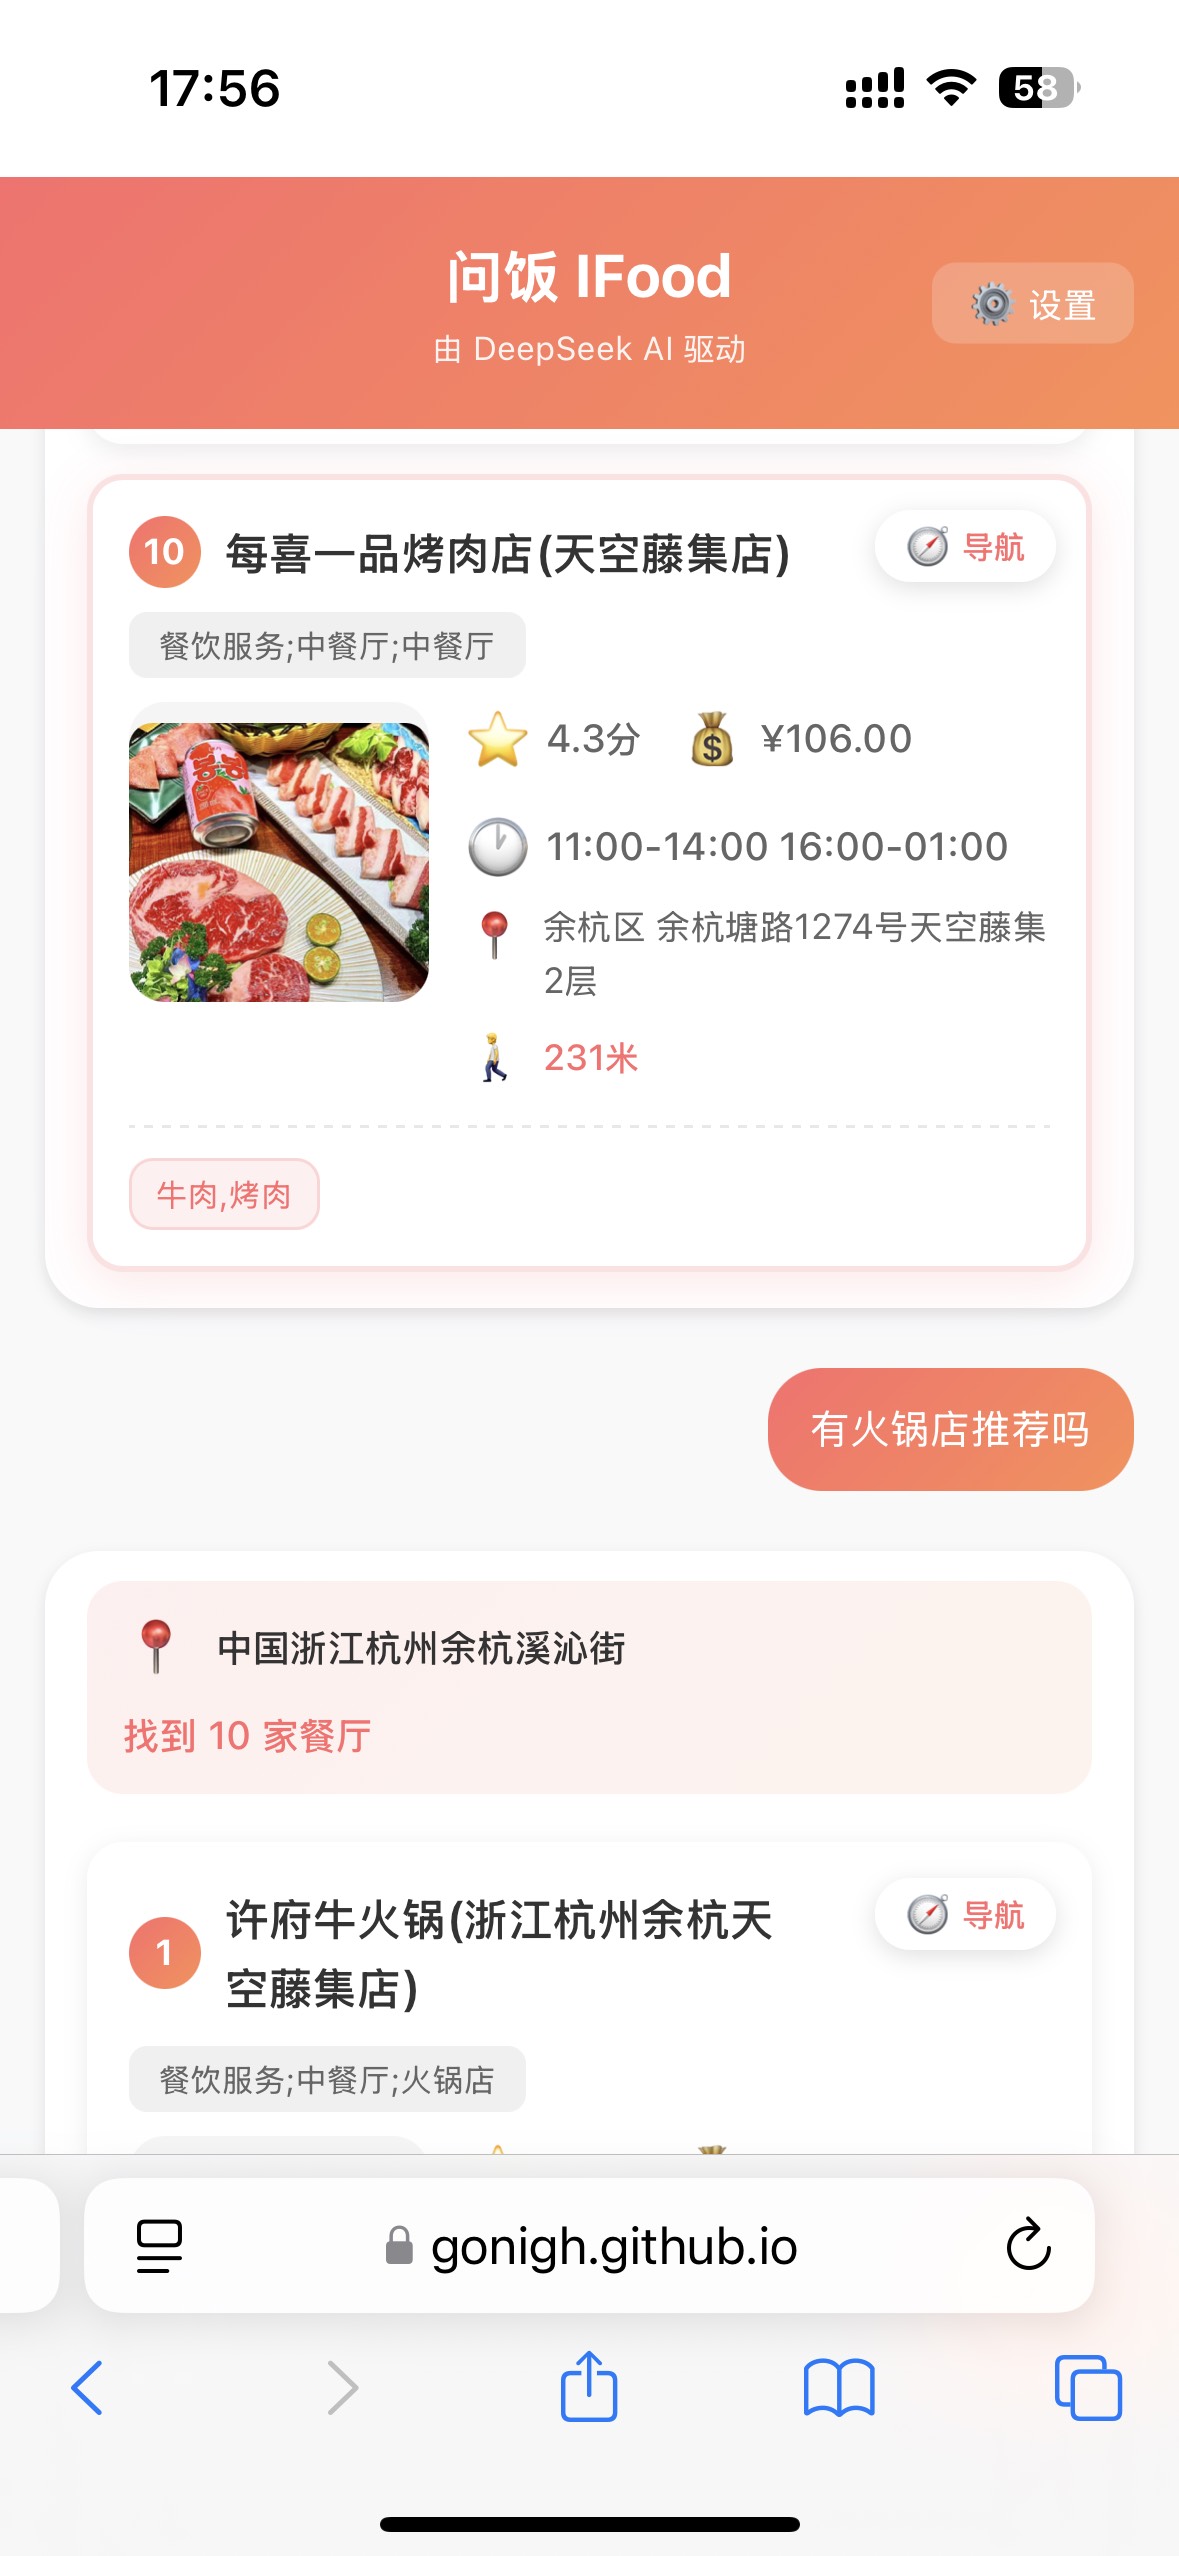 17:56
58
问饭 IFood
由 DeepSeek AI 驱动
设置
10 每喜一品烤肉店(天空藤集店)
导航
餐饮服务;中餐厅;中餐厅
4.3分 ¥106.00
11:00-14:00 16:00-01:00
余杭区 余杭塘路1274号天空藤集
2层
231米
牛肉,烤肉
有火锅店推荐吗
中国浙江杭州余杭溪沁街
找到 10 家餐厅
1 许府牛火锅(浙江杭州余杭天
空藤集店)
导航
餐饮服务;中餐厅;火锅店
gonigh.github.io